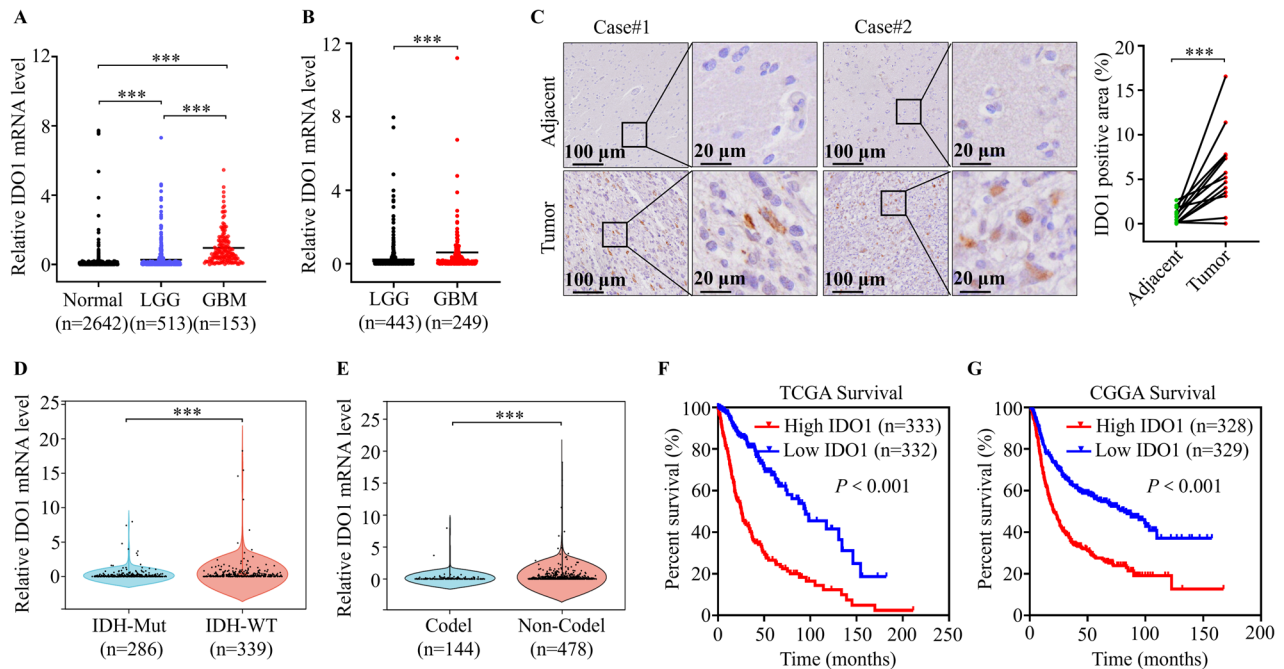 A
Relative IDO1 mRNA level
12
8
4
0
***
***
***
Normal
(n=2642)
LGG
(n=513)
GBM
(n=153)
B
Relative IDO1 mRNA level
12
8
4
0
***
LGG
(n=443)
GBM
(n=249)
C
Case#1
Case#2
Adjacent
Tumor
100 μm
20 μm
100 μm
20 μm
100 μm
20 μm
100 μm
20 μm
IDO1 positive area (%)
20
15
10
5
0
***
Adjacent
Tumor
D
Relative IDO1 mRNA level
25
20
15
10
5
0
***
IDH-Mut
(n=286)
IDH-WT
(n=339)
E
Relative IDO1 mRNA level
25
20
15
10
5
0
***
Codel
(n=144)
Non-Codel
(n=478)
F
TCGA Survival
Percent survival (%)
100
80
60
40
20
0
High IDO1 (n=333)
Low IDO1 (n=332)
P < 0.001
0 50 100 150 200 250
Time (months)
G
CGGA Survival
Percent survival (%)
100
80
60
40
20
0
High IDO1 (n=328)
Low IDO1 (n=329)
P < 0.001
0 50 100 150 200
Time (months)